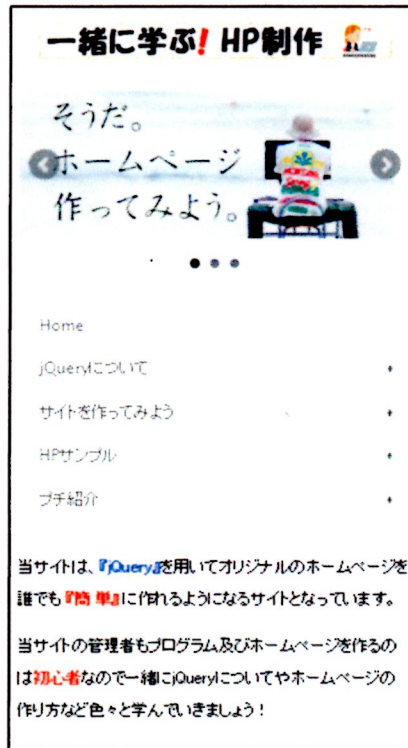 一緒に学ぶ! HP制作
そうだ。
ホームページ
作ってみよう。
Home
jQueryについて
サイトを作ってみよう
HPサンプル
プチ紹介
当サイトは、『jQuery』を用いてオリジナルのホームページを
誰でも『簡 単』に作れるようになるサイトとなっています。
当サイトの管理者もプログラム及びホームページを作るの
は初心者なので一緒にjQueryについてやホームページの
作り方など色々と学んでいきましょう!